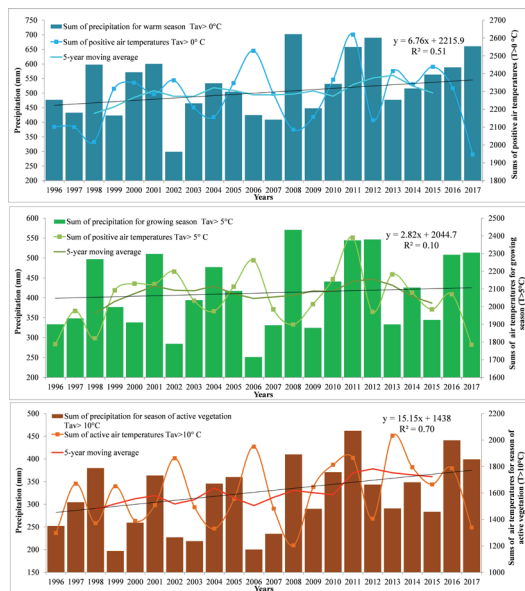 Sum of precipitation for warm season Tav> 0°C
Sum of positive air temperatures Tav> 0° C
5-year moving average
y = 6.76x + 2215.9
R² = 0.51
Precipitation (mm)
750
700
650
600
550
500
450
400
350
300
250
200
Sums of positive air temperatures (T>0 °C)
2700
2600
2500
2400
2300
2200
2100
2000
1900
1800
1996 1997 1998 1999 2000 2001 2002 2003 2004 2005 2006 2007 2008 2009 2010 2011 2012 2013 2014 2015 2016 2017
Years
Sum of precipitation for growing season Tav> 5°C
Sum of positive air temperatures Tav> 5° C
5-year moving average
y = 2.82x + 2044.7
R² = 0.10
Precipitation (mm)
600
550
500
450
400
350
300
250
200
Sums of air temperatures for growing
season (T>5°C)
2500
2400
2300
2200
2100
2000
1900
1800
1700
1600
1996 1997 1998 1999 2000 2001 2002 2003 2004 2005 2006 2007 2008 2009 2010 2011 2012 2013 2014 2015 2016 2017
Years
Sum of precipitation for season of active vegetation
Tav> 10°C
Sum of active air temperatures Tav>10° C
5-year moving average
y = 15.15x + 1438
R² = 0.70
Precipitation (mm)
500
450
400
350
300
250
200
150
Sums of air temperatures for season of
active vegetation (T>10°C)
2200
2000
1800
1600
1400
1200
1000
1996 1997 1998 1999 2000 2001 2002 2003 2004 2005 2006 2007 2008 2009 2010 2011 2012 2013 2014 2015 2016 2017
Years